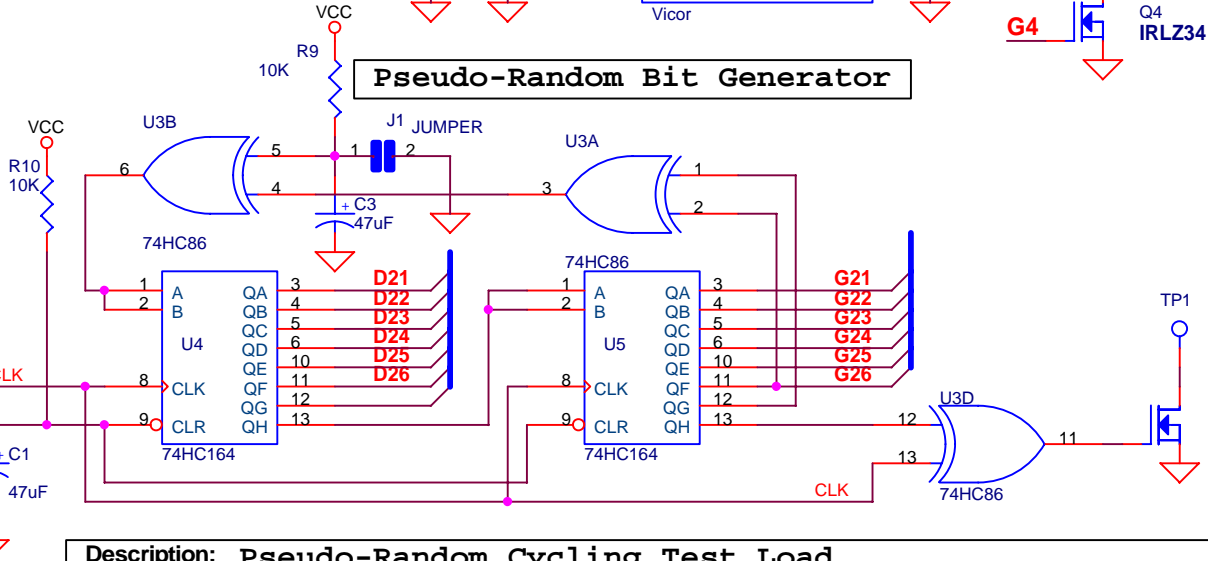 VCC
Vicor
G4
Q4
IRLZ34
R9
10K
Pseudo-Random Bit Generator
VCC
R10
10K
U3B
5
4
6
J1
JUMPER
1
2
C3
47uF
+
U3A
1
2
3
74HC86
74HC86
1 A QA 3 D21
2 B QB 4 D22
QC 5 D23
U4 QD 6 D24
QE 10 D25
8 CLK QF 11 D26
QG 12
9 CLR QH 13
74HC164
1 A QA 3 G21
2 B QB 4 G22
QC 5 G23
U5 QD 6 G24
QE 10 G25
8 CLK QF 11 G26
QG 12
9 CLR QH 13
74HC164
TP1
U3D
12
13
11
74HC86
CLK
+
C1
47uF
Description: Pseudo-Random Cycling Test Load